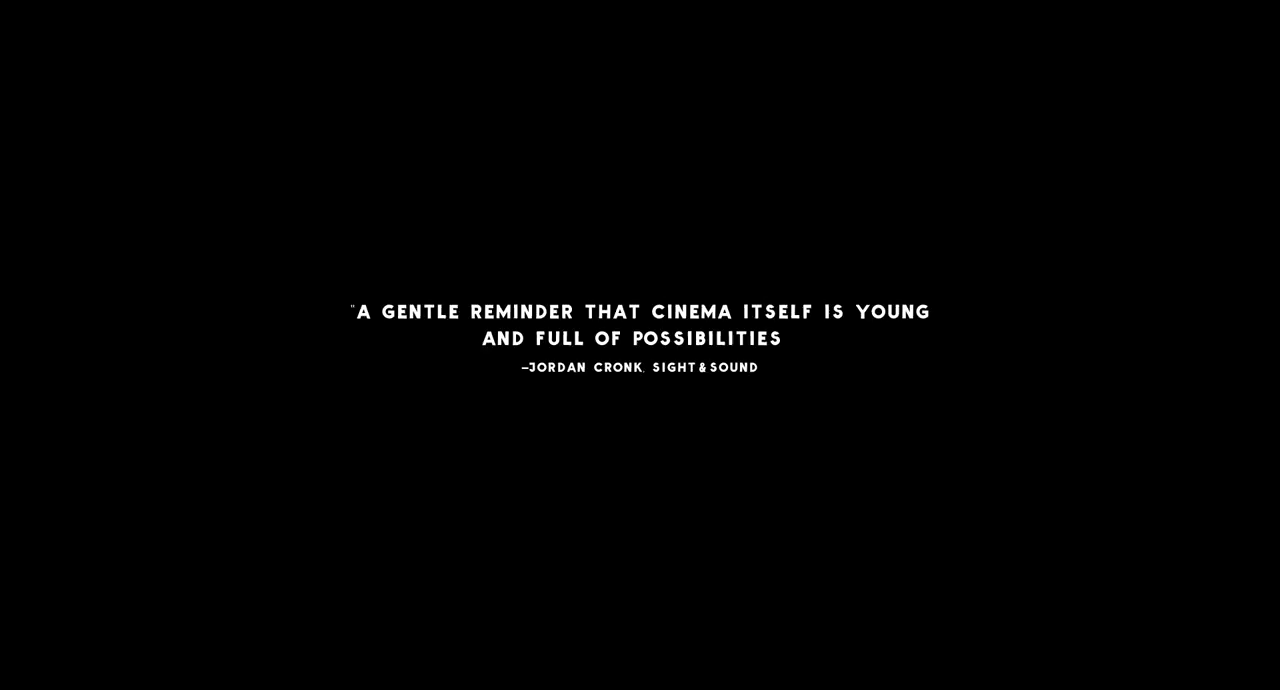 "A GENTLE REMINDER THAT CINEMA ITSELF IS YOUNG
AND FULL OF POSSIBILITIES
–JORDAN CRONK, SIGHT & SOUND